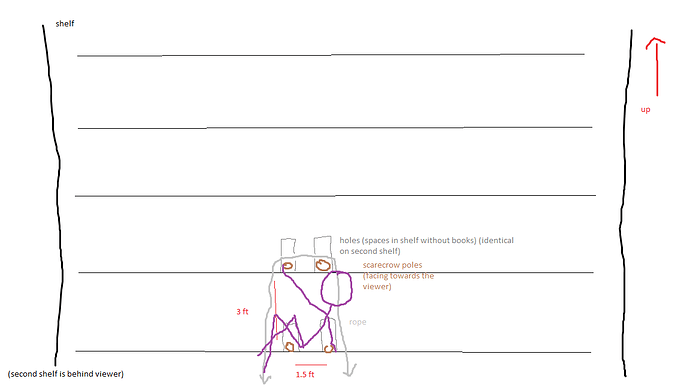 shelf
up
holes (spaces in shelf without books) (identical
on second shelf)
scarecrow poles
(facing towards the
viewer)
3 ft
rope
1.5 ft
(second shelf is behind viewer)